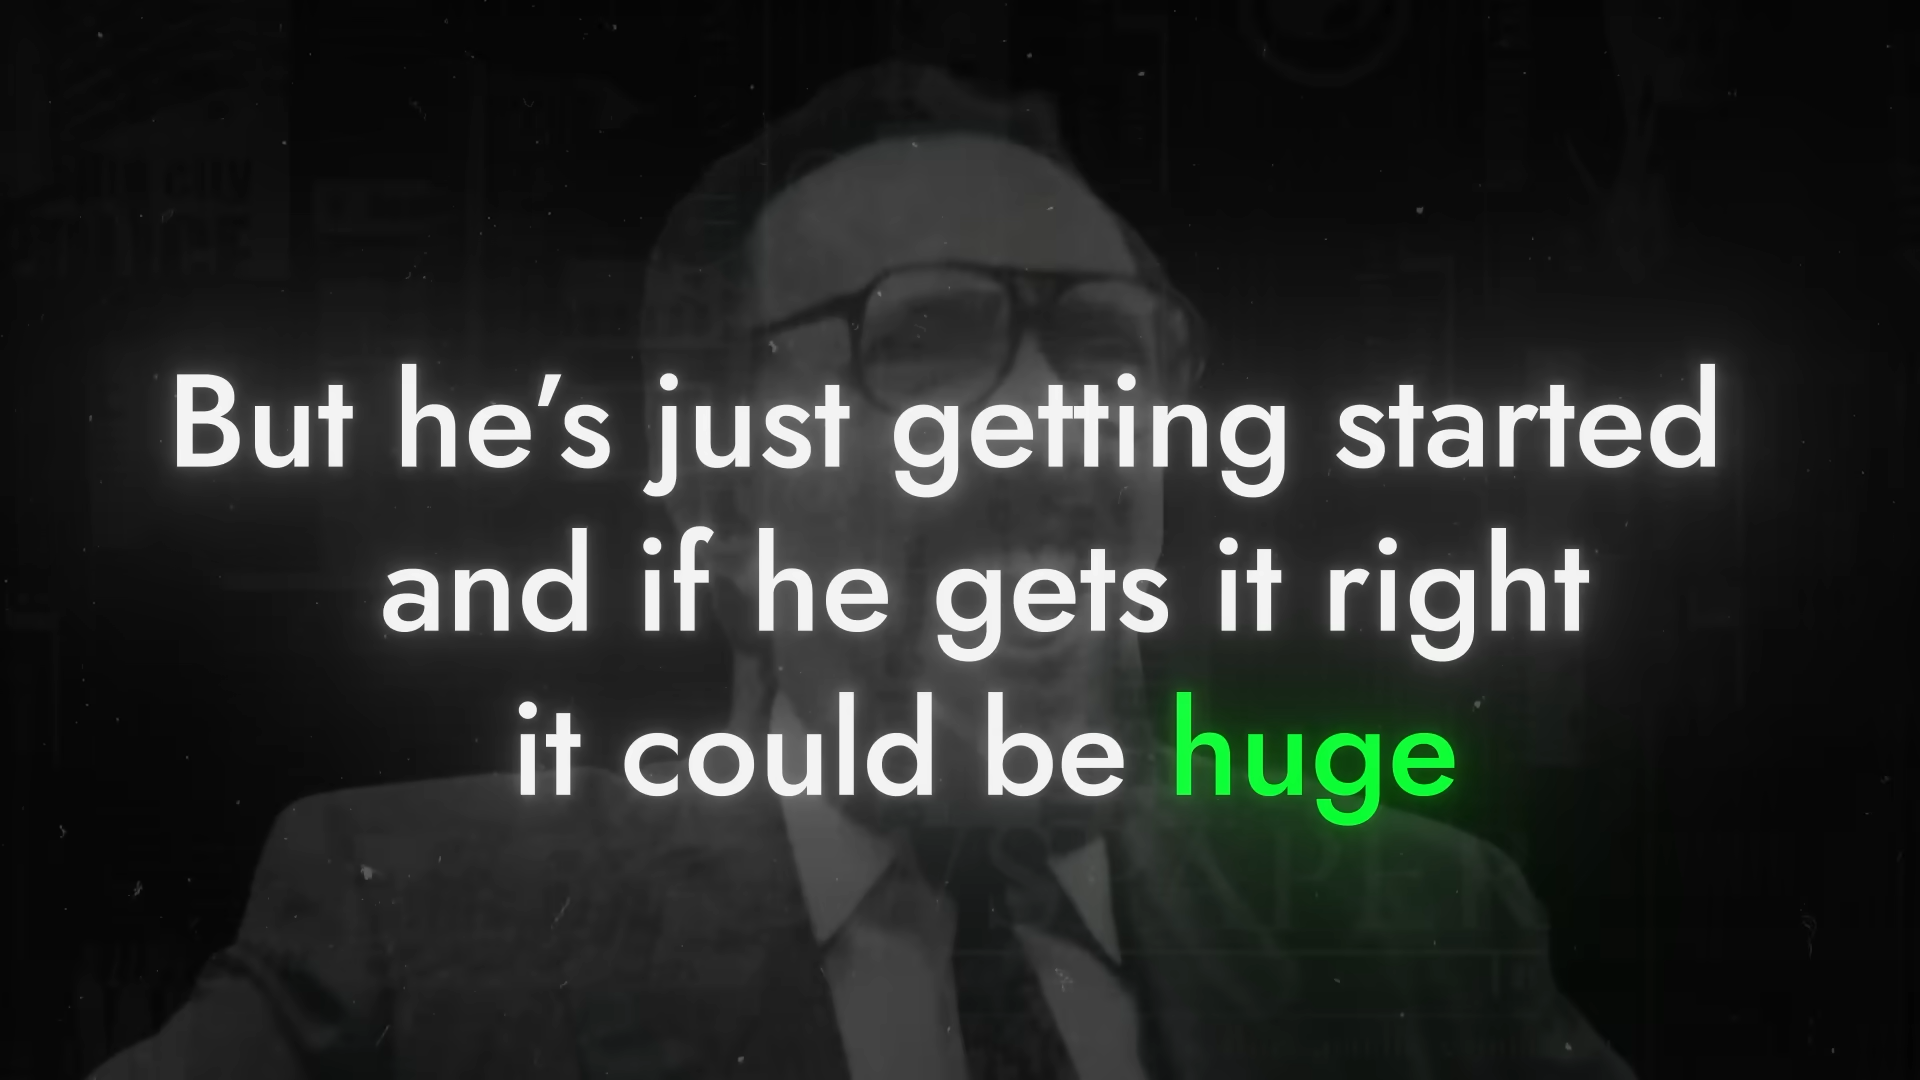 But he’s just getting started
and if he gets it right
it could be huge